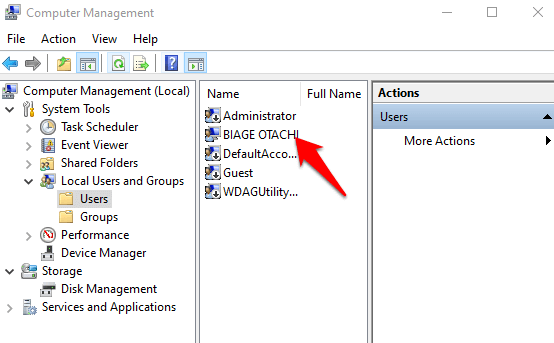 Computer Management
File Action View Help
Computer Management (Local)
System Tools
Task Scheduler
Event Viewer
Shared Folders
Local Users and Groups
Users
Groups
Performance
Device Manager
Storage
Disk Management
Services and Applications
Name Full Name
Administrator
BIAGE OTACHI
DefaultAcco...
Guest
WDAGUtility...
Actions
Users
More Actions